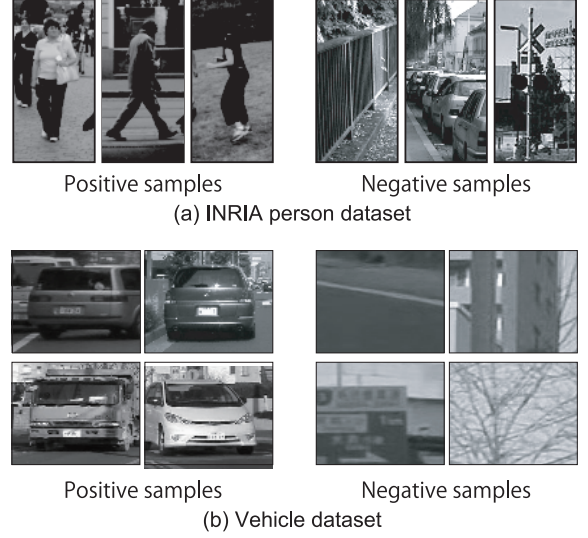 Positive samples
Negative samples
(a) INRIA person dataset
Positive samples
Negative samples
(b) Vehicle dataset